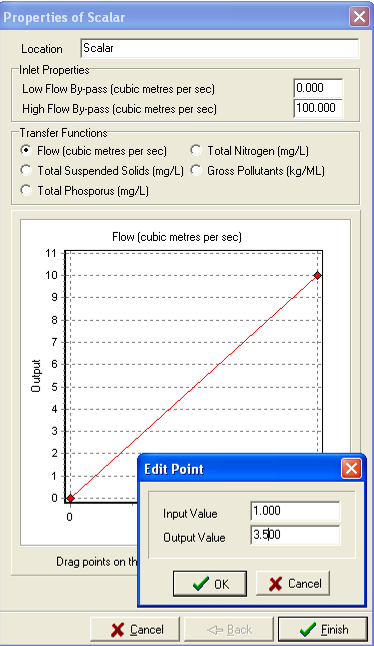 Properties of Scalar
Location Scalar
Inlet Properties
Low Flow By-pass (cubic metres per sec) 0.000
High Flow By-pass (cubic metres per sec) 100.000
Transfer Functions
Flow (cubic metres per sec) Total Nitrogen (mg/L)
Total Suspended Solids (mg/L) Gross Pollutants (kg/ML)
Total Phosporus (mg/L)
Flow (cubic metres per sec)
11
10
9
8
7
6
5
4
3
2
1
0
Output
0
Drag points on th
Edit Point
Input Value 1.000
Output Value 3.500
OK Cancel
Cancel Back Finish